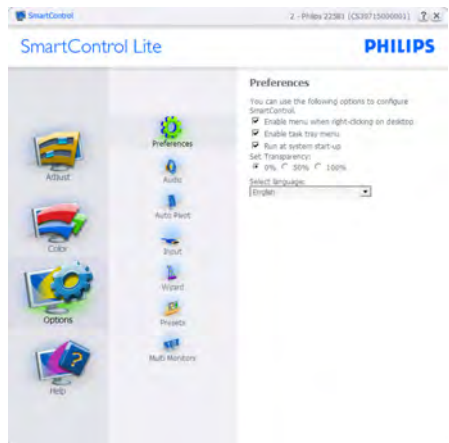 SmartControl
2 - Philips 225B1 (CS30715000001)
SmartControl Lite
PHILIPS
Adjust
Color
Options
Help
Preferences
Audio
Auto Pivot
Input
Wizard
Presets
Multi Monitors
Preferences
You can use the following options to configure
SmartControl.
Enable menu when right-clicking on desktop
Enable task tray menu
Run at system start-up
Set Transparency:
0% 50% 100%
Select language:
English